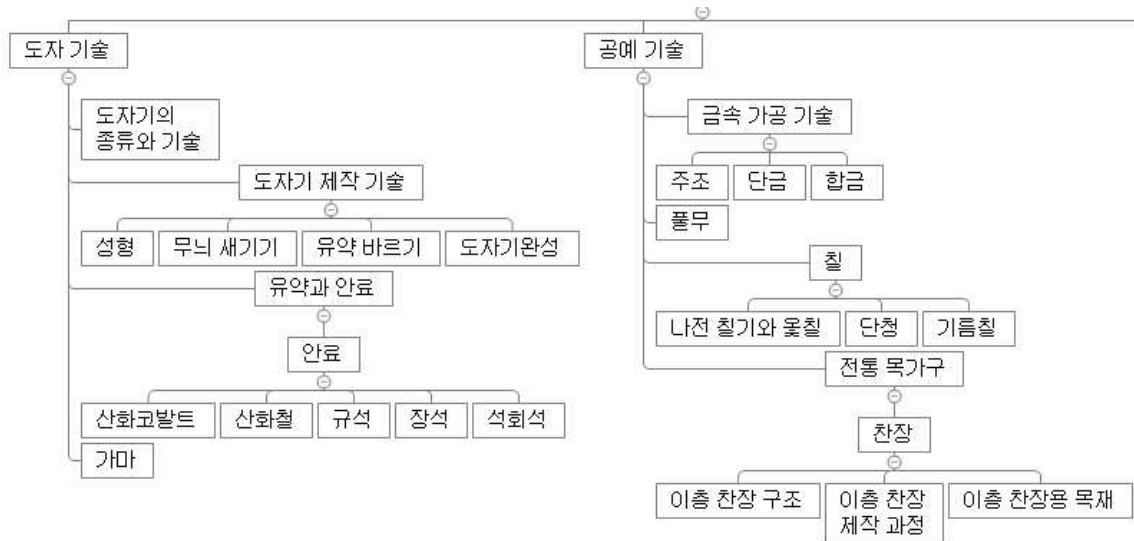 도자 기술
도자기의
종류와 기술
도자기 제작 기술
성형
무늬 새기기
유약 바르기
도자기완성
유약과 안료
안료
산화코발트
산화철
규석
장석
석회석
가마
공예 기술
금속 가공 기술
주조
단금
합금
풀무
칠
나전 칠기와 옻칠
단청
기름칠
전통 목가구
찬장
이층 찬장 구조
이층 찬장
제작 과정
이층 찬장용 목재